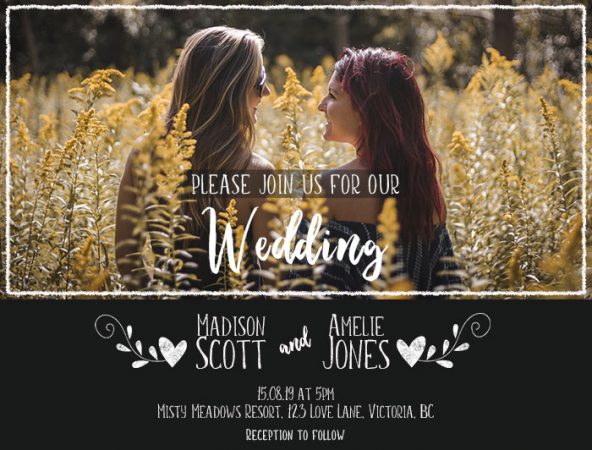 PLEASE JOIN US FOR OUR
Wedding
MADISON
SCOTT
and
AMELIE
JONES
15.08.19 AT 5PM
MISTY MEADOWS RESORT, 123 LOVE LANE, VICTORIA, BC
RECEPTION TO FOLLOW